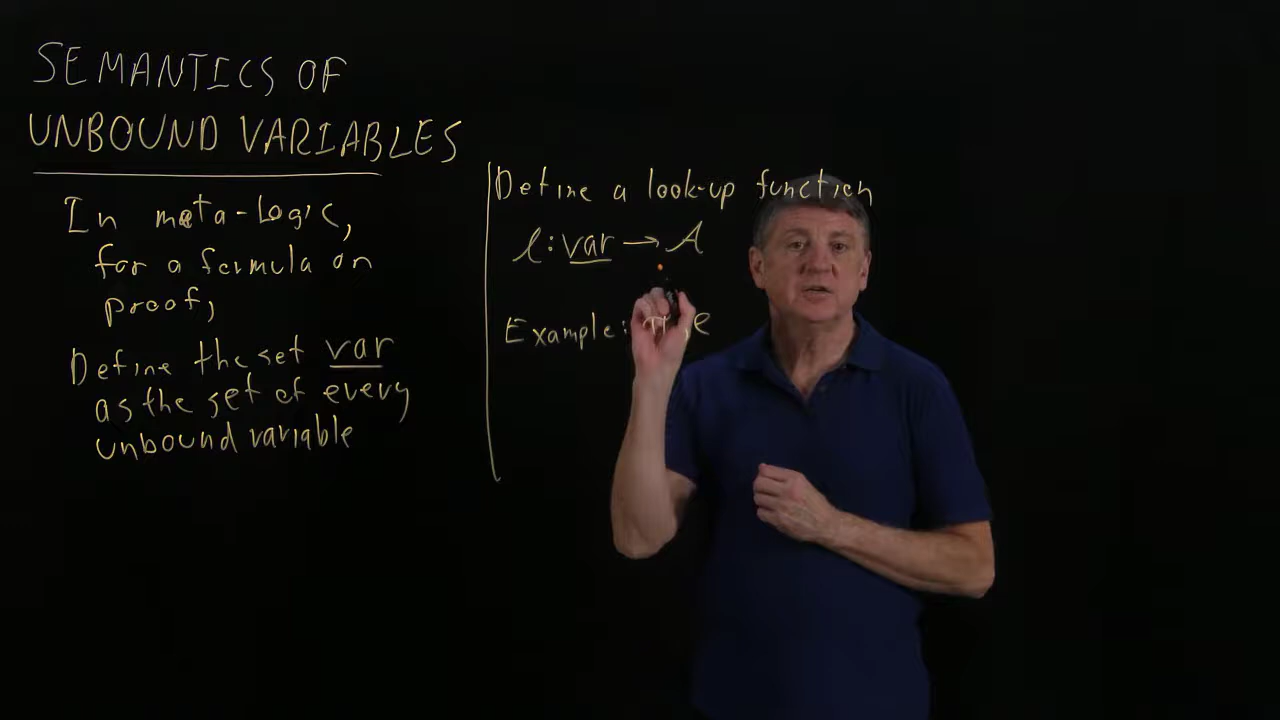 SEMANTICS OF
UNBOUND VARIABLES
In meta-Logic,
for a formula on
proof,
Define the set var
as the set of every
unbound variable
Define a look-up function
ℓ: var → A
Example: π, e